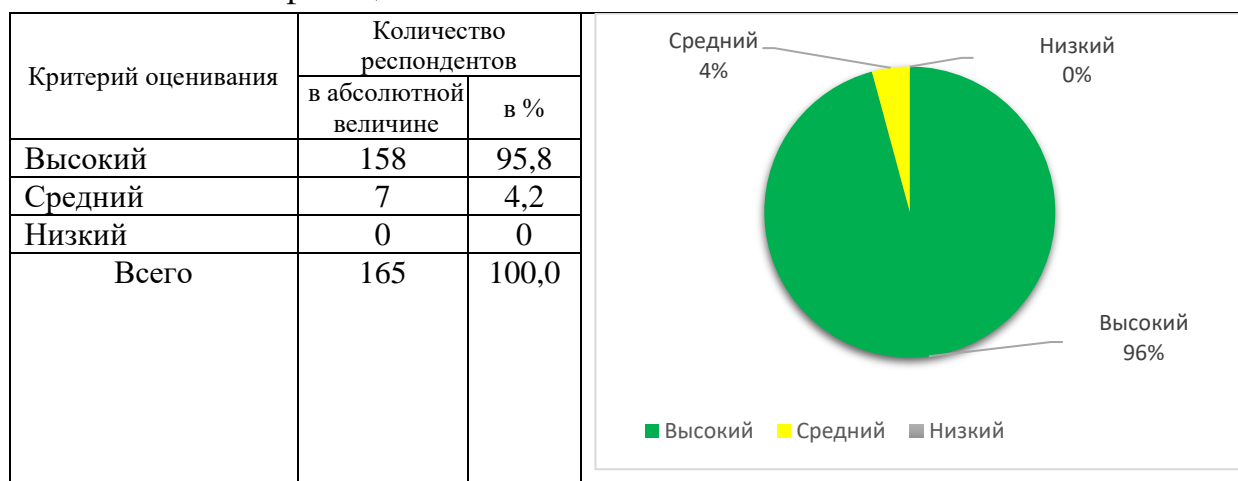 Критерий оценивания
Количество
респондентов
в абсолютной
величине
в %
Высокий 158 95,8
Средний 7 4,2
Низкий 0 0
Всего 165 100,0
Средний
4%
Низкий
0%
Высокий
96%
Высокий Средний Низкий